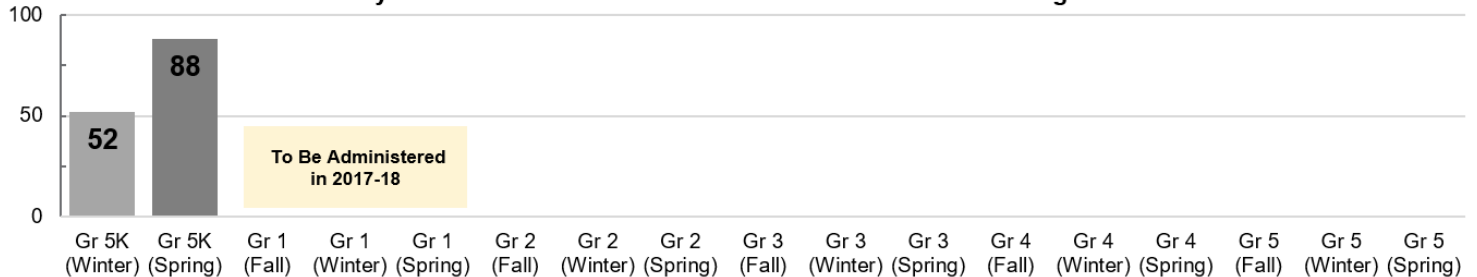 100
88
50
52
To Be Administered
in 2017-18
0
Gr 5K Gr 5K Gr 1 Gr 1 Gr 1 Gr 2 Gr 2 Gr 2 Gr 3 Gr 3 Gr 3 Gr 4 Gr 4 Gr 4 Gr 5 Gr 5 Gr 5
(Winter) (Spring) (Fall) (Winter) (Spring) (Fall) (Winter) (Spring) (Fall) (Winter) (Spring) (Fall) (Winter) (Spring) (Fall) (Winter) (Spring)